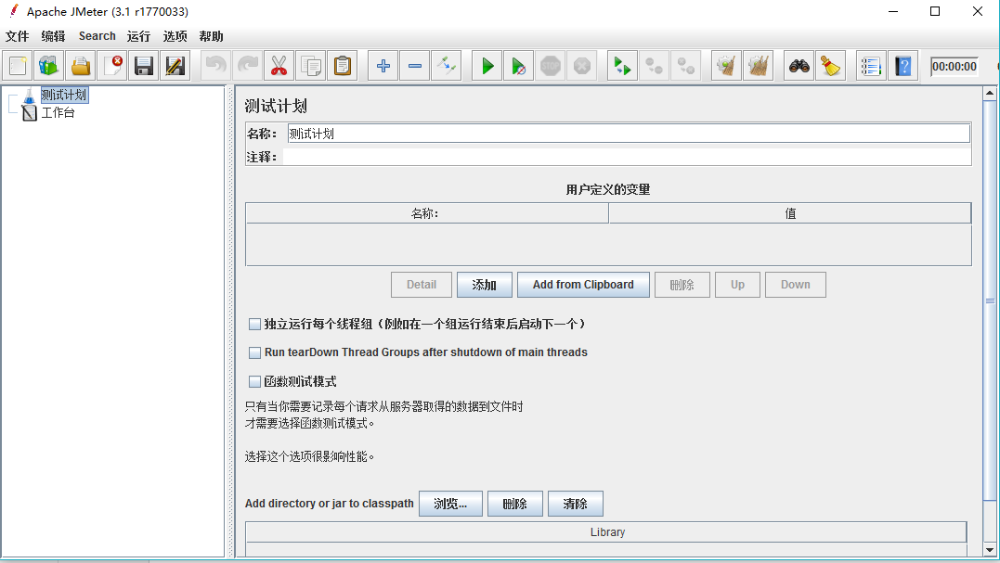 Apache JMeter (3.1 r1770033)
文件 编辑 Search 运行 选项 帮助
STOP
00:00:00
测试计划
工作台
测试计划
名称： 测试计划
注释：
用户定义的变量
名称： 值
Detail 添加 Add from Clipboard 删除 Up Down
独立运行每个线程组（例如在一个组运行结束后启动下一个）
Run tearDown Thread Groups after shutdown of main threads
函数测试模式
只有当你需要记录每个请求从服务器取得的数据到文件时
才需要选择函数测试模式。
选择这个选项很影响性能。
Add directory or jar to classpath 浏览... 删除 清除
Library